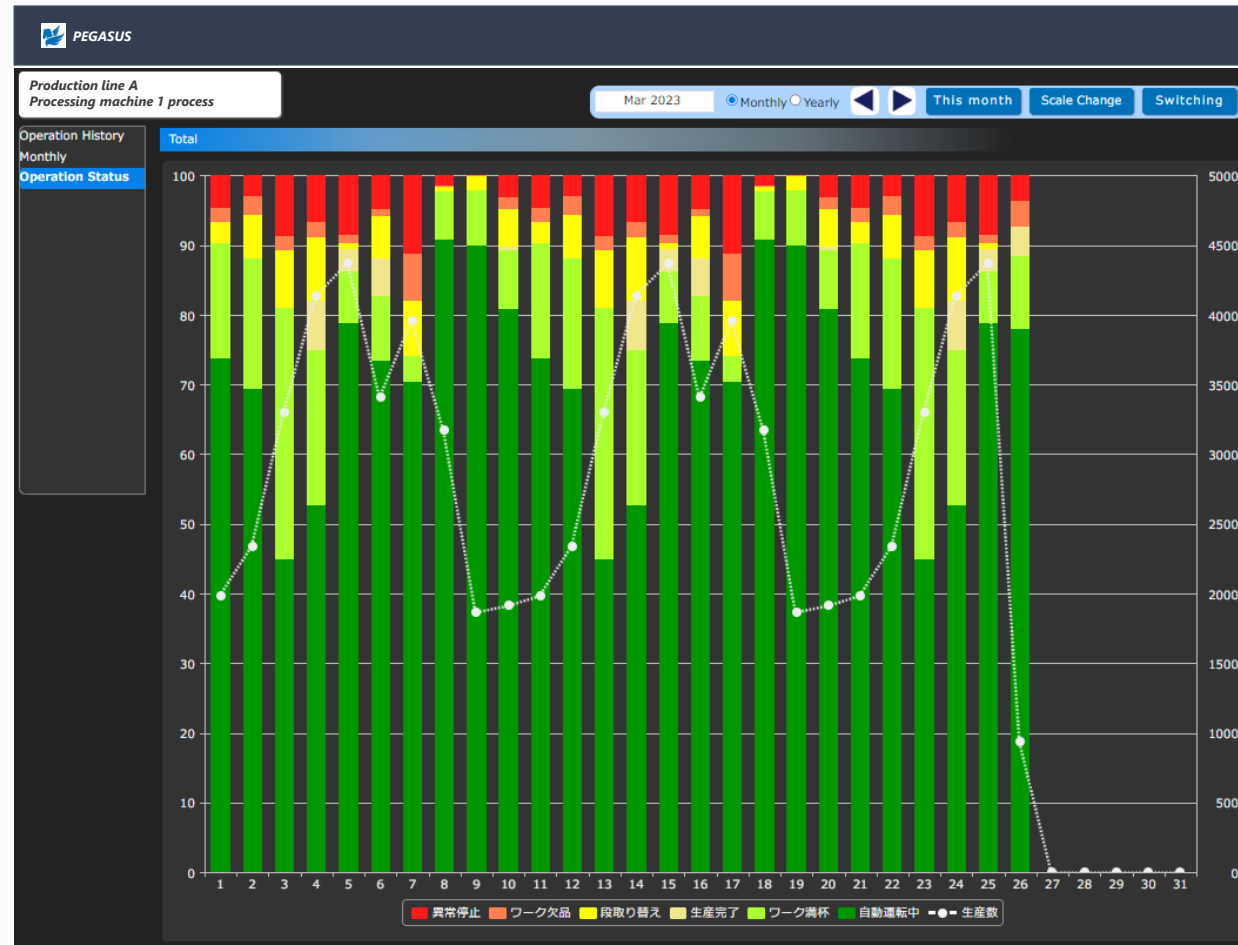 PEGASUS
Production line A
Processing machine 1 process
Mar 2023 Monthly Yearly This month Scale Change Switching
Operation History
Monthly
Operation Status
Total
100 5000
90 4500
80 4000
70 3500
60 3000
50 2500
40 2000
30 1500
20 1000
10 500
0 0
1 2 3 4 5 6 7 8 9 10 11 12 13 14 15 16 17 18 19 20 21 22 23 24 25 26 27 28 29 30 31
異常停止 ワーク欠品 段取り替え 生産完了 ワーク満杯 自動運転中 生産数